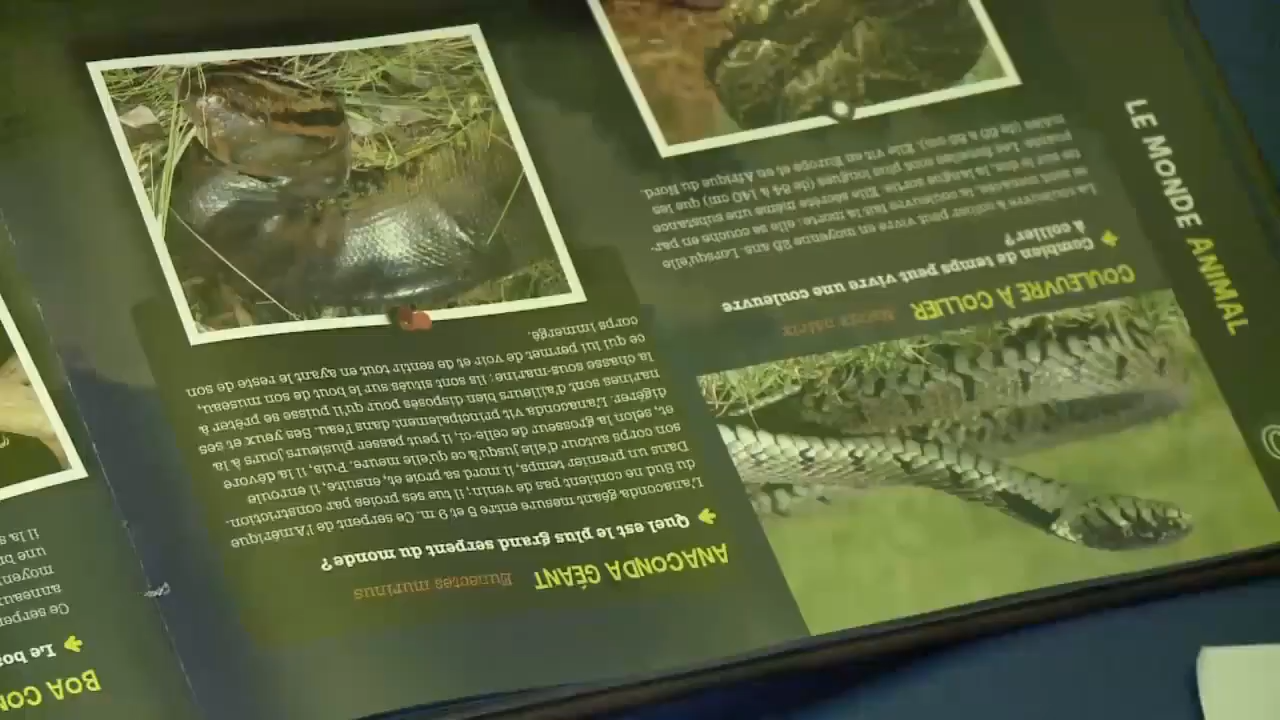 LE MONDE ANIMAL
COULEUVRE À COLLIER Natrix natrix
Combien de temps peut vivre une couleuvre
à collier ?
La couleuvre à collier peut vivre en moyenne 25 ans. Lorsqu'elle
se sent menacée, la couleuvre fait la morte : elle se couche en par-
tie sur le dos, la langue sortie. Elle sécrète même une substance
puante. Les femelles sont plus longues (de 84 à 140 cm) que les
mâles (de 60 à 85 cm). Elle vit en Europe et en Afrique du Nord.
ANACONDA GÉANT Eunectes murinus
Quel est le plus grand serpent du monde ?
L'anaconda géant mesure entre 5 et 9 m. Ce serpent de l'Amérique
du Sud ne contient pas de venin ; il tue ses proies par constriction.
Dans un premier temps, il mord sa proie et, ensuite, il enroule
son corps autour d'elle jusqu'à ce qu'elle meure. Puis, il la dévore
et, selon la grosseur de celle-ci, il peut passer plusieurs jours à la
digérer. L'anaconda vit principalement dans l'eau. Ses yeux et ses
narines sont d'ailleurs bien disposés pour qu'il puisse se prêter à
la chasse sous-marine : ils sont situés sur le bout de son museau,
ce qui lui permet de voir et de sentir tout en ayant le reste de son
corps immergé.
BOA CON
Le bo
Ce serpen
anneaux
moyen
une br
il la s